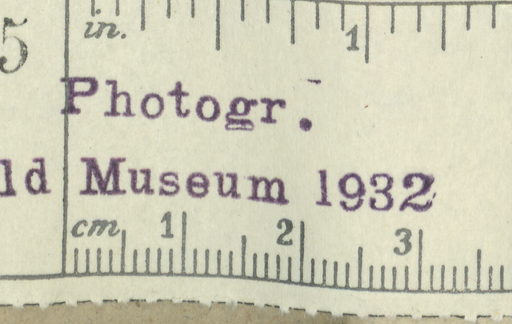 5
in. 1
Photogr.
ld Museum 1932
cm 1 2 3